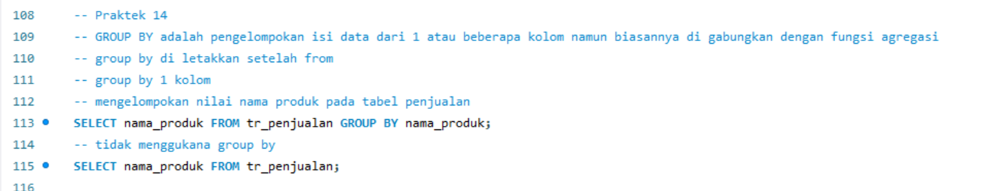 108 -- Praktek 14
109 -- GROUP BY adalah pengelompokan isi data dari 1 atau beberapa kolom namun biasannya di gabungkan dengan fungsi agregasi
110 -- group by di letakkan setelah from
111 -- group by 1 kolom
112 -- mengelompokan nilai nama produk pada tabel penjualan
113 SELECT nama_produk FROM tr_penjualan GROUP BY nama_produk;
114 -- tidak menggukana group by
115 SELECT nama_produk FROM tr_penjualan;
116